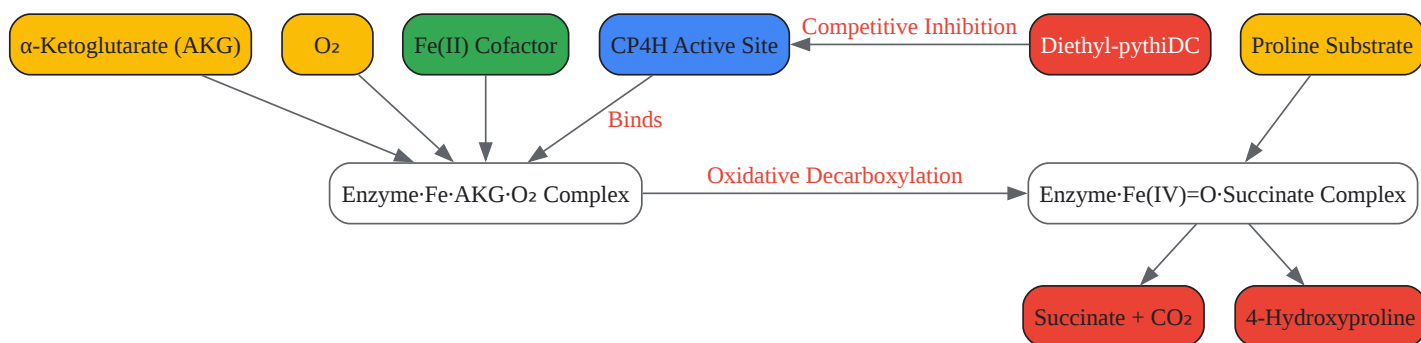 Competitive Inhibition
α-Ketoglutarate (AKG)
O₂
Fe(II) Cofactor
CP4H Active Site
Diethyl-pythiDC
Proline Substrate
Binds
Oxidative Decarboxylation
Enzyme·Fe·AKG·O₂ Complex
Enzyme·Fe(IV)=O·Succinate Complex
Succinate + CO₂
4-Hydroxyproline